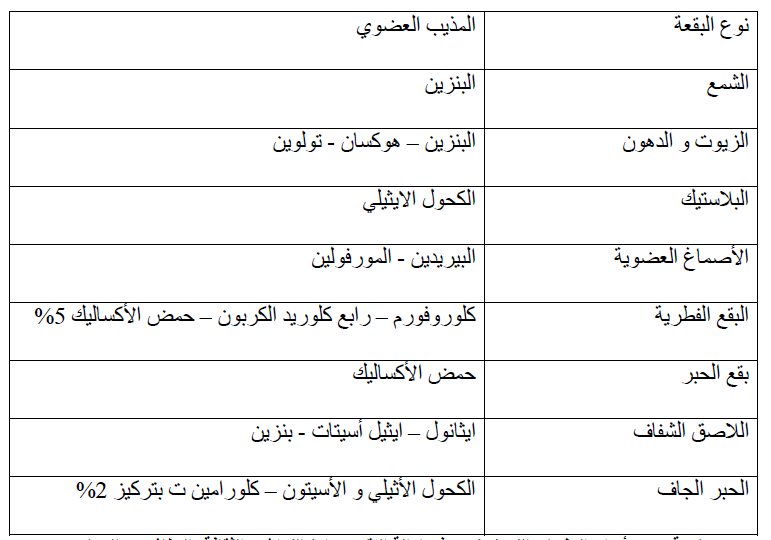 نوع البقعة المذيب العضوي
الشمع البنزين
الزيوت و الدهون البنزين – هوكسان - تولوين
البلاستيك الكحول الايثيلي
الأصماغ العضوية البيريدين - المورفولين
البقع الفطرية كلوروفورم – رابع كلوريد الكربون – حمض الأكساليك 5%
بقع الحبر حمض الأكساليك
اللاصق الشفاف ايثانول – ايثيل أسيتات - بنزين
الحبر الجاف الكحول الأثيلي و الأسيتون – كلورامين ت بتركيز 2%